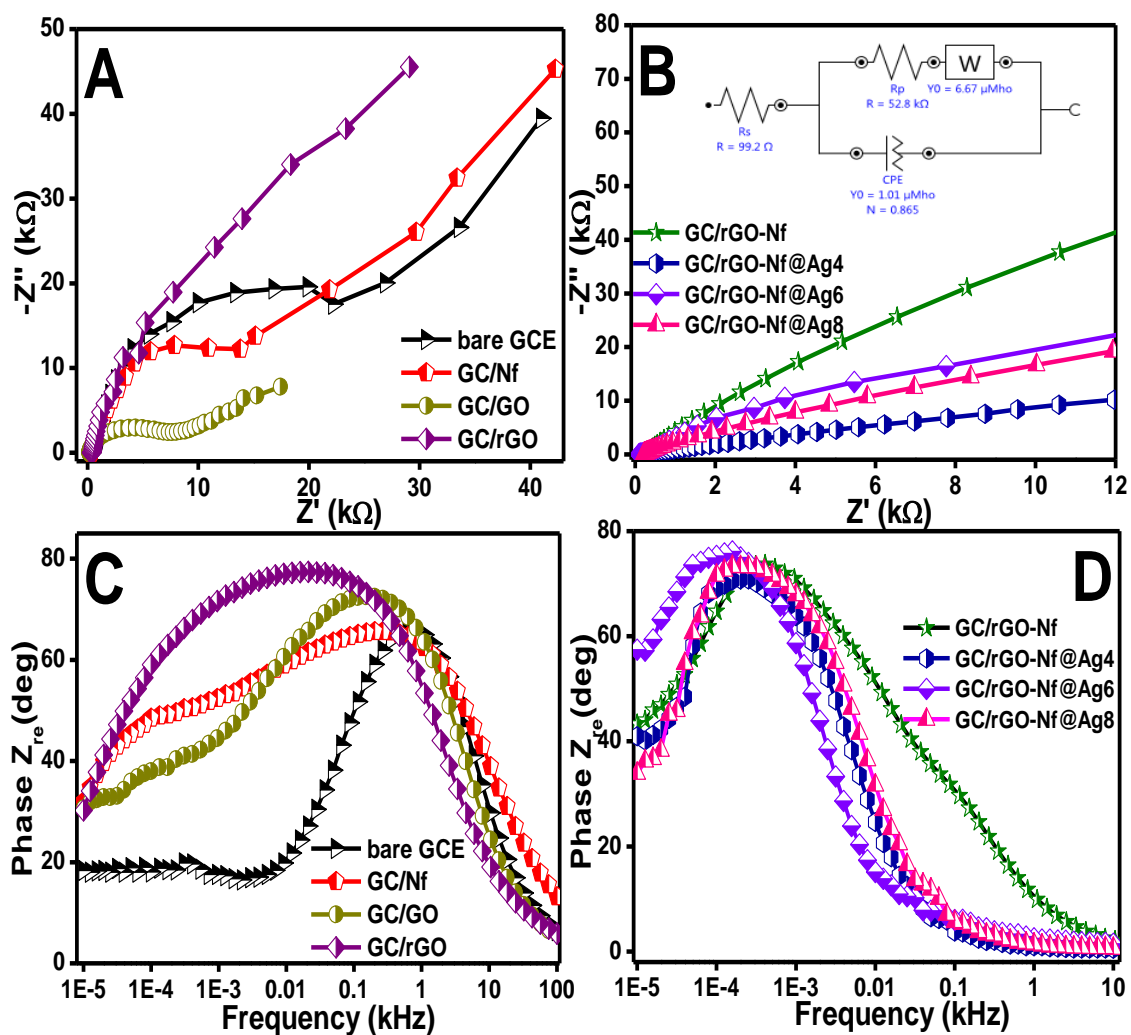 A
-Z'' (kΩ)
50
40
30
20
10
0
0 10 20 30 40
Z' (kΩ)
bare GCE
GC/Nf
GC/GO
GC/rGO
B
-Z'' (kΩ)
80
70
60
50
40
30
20
10
0
0 2 4 6 8 10 12
Z' (kΩ)
Rs
R = 99.2 Ω
Rp
R = 52.8 kΩ
W
Y0 = 6.67 µMho
CPE
Y0 = 1.01 µMho
N = 0.865
GC/rGO-Nf
GC/rGO-Nf@Ag4
GC/rGO-Nf@Ag6
GC/rGO-Nf@Ag8
C
Phase Zre (deg)
80
60
40
20
0
1E-5 1E-4 1E-3 0.01 0.1 1 10 100
Frequency (kHz)
bare GCE
GC/Nf
GC/GO
GC/rGO
D
Phase Zre (deg)
80
60
40
20
0
1E-5 1E-4 1E-3 0.01 0.1 1 10
Frequency (kHz)
GC/rGO-Nf
GC/rGO-Nf@Ag4
GC/rGO-Nf@Ag6
GC/rGO-Nf@Ag8